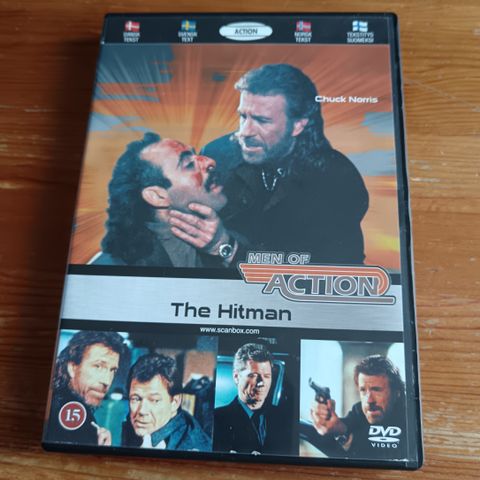 DANSK
TEKST
SVENSK
TEXT
ACTION
NORSK
TEKST
TEKSTITYS
SUOMEKSI
Chuck Norris
MEN OF
ACTION
The Hitman
www.scanbox.com
15
DVD
VIDEO